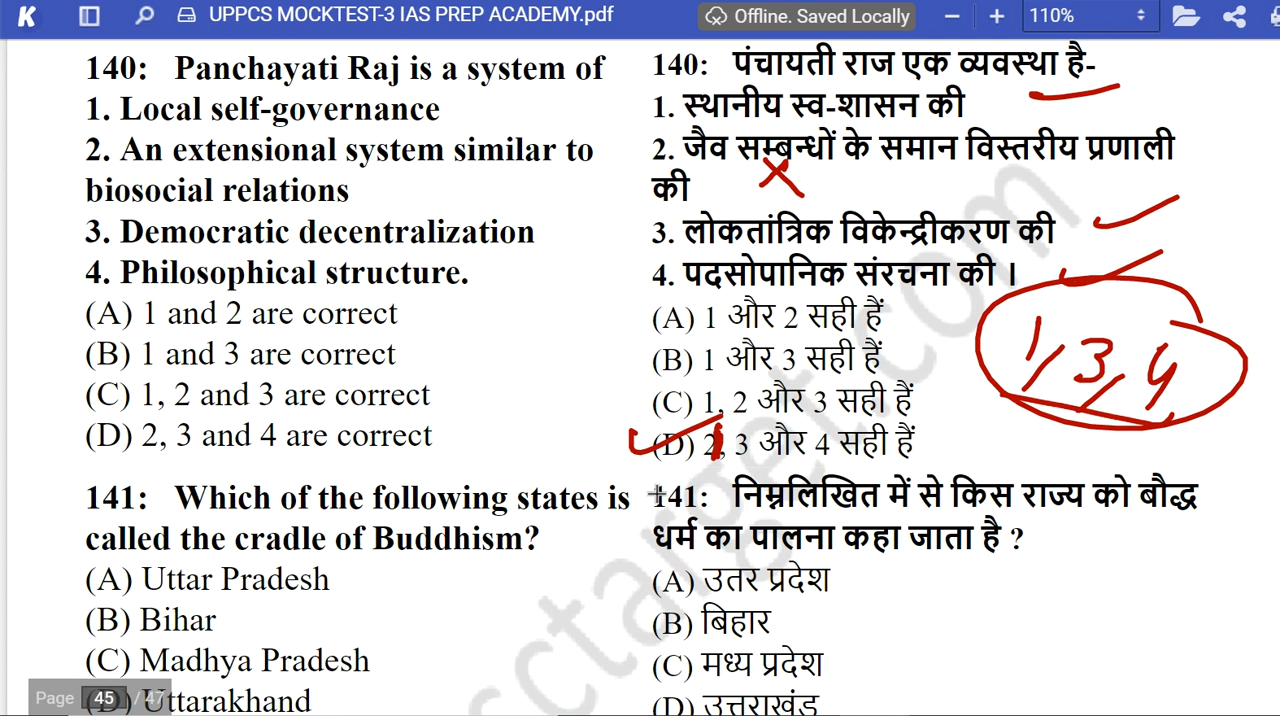 UPPCS MOCKTEST-3 IAS PREP ACADEMY.pdf
Offline. Saved Locally
110%
140: Panchayati Raj is a system of
1. Local self-governance
2. An extensional system similar to
biosocial relations
3. Democratic decentralization
4. Philosophical structure.
(A) 1 and 2 are correct
(B) 1 and 3 are correct
(C) 1, 2 and 3 are correct
(D) 2, 3 and 4 are correct
141: Which of the following states is
called the cradle of Buddhism?
(A) Uttar Pradesh
(B) Bihar
(C) Madhya Pradesh
(D) Uttarakhand
140: पंचायती राज एक व्यवस्था है-
1. स्थानीय स्व-शासन की
2. जैव सम्बन्धों के समान विस्तरीय प्रणाली
की
3. लोकतांत्रिक विकेन्द्रीकरण की
4. पदसोपानिक संरचना की ।
(A) 1 और 2 सही हैं
(B) 1 और 3 सही हैं
(C) 1, 2 और 3 सही हैं
(D) 2, 3 और 4 सही हैं
1, 3, 4
141: निम्नलिखित में से किस राज्य को बौद्ध
धर्म का पालना कहा जाता है ?
(A) उतर प्रदेश
(B) बिहार
(C) मध्य प्रदेश
(D) उत्तराखंड
Page 45 / 47
ctarget.com